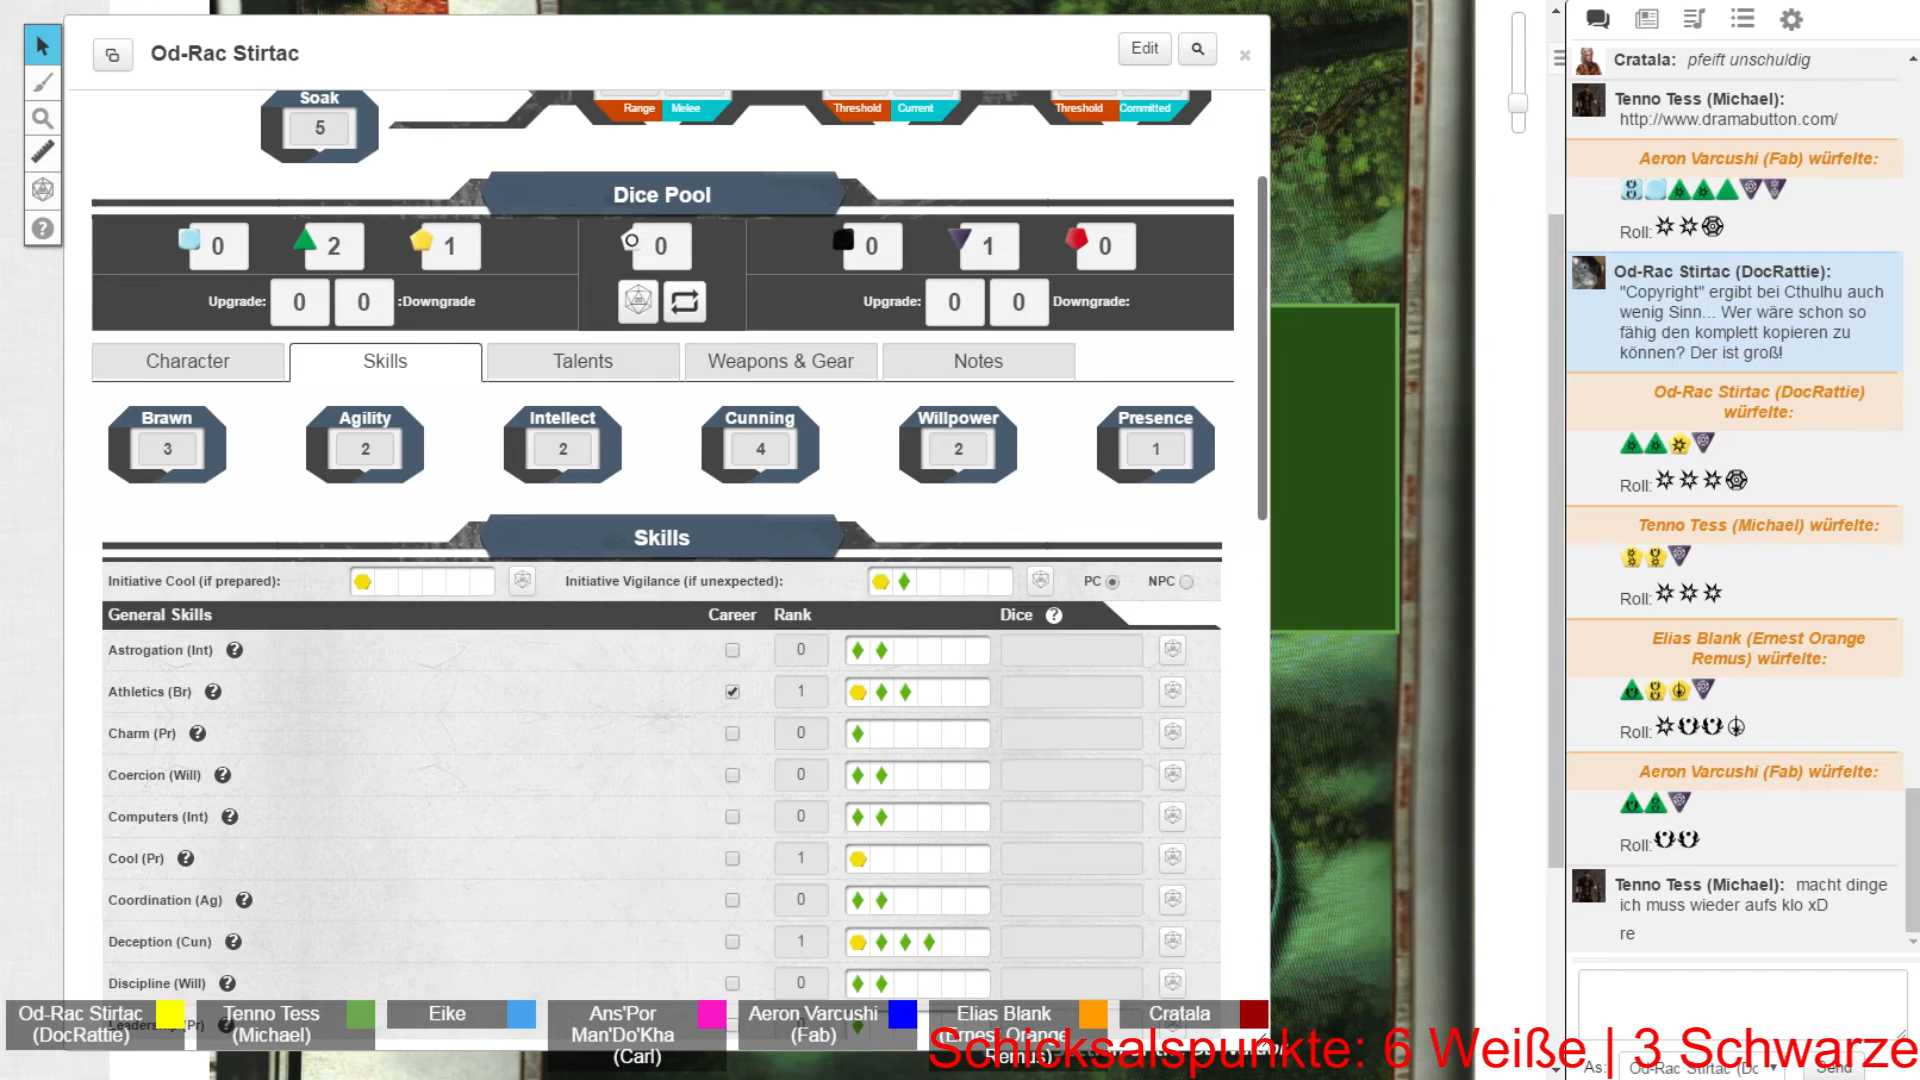 Od-Rac Stirtac
Edit
Soak
5
Range Melee
Threshold Current
Threshold Committed
Dice Pool
0 2 1 0 0 1 0
Upgrade: 0 0 :Downgrade
Upgrade: 0 0 Downgrade:
Character Skills Talents Weapons & Gear Notes
Brawn Agility Intellect Cunning Willpower Presence
3 2 2 4 2 1
Skills
Initiative Cool (if prepared): Initiative Vigilance (if unexpected): PC NPC
General Skills Career Rank Dice
Astrogation (Int) 0
Athletics (Br) 1
Charm (Pr) 0
Coercion (Will) 0
Computers (Int) 0
Cool (Pr) 1
Coordination (Ag) 0
Deception (Cun) 1
Discipline (Will) 0
(Pr)
Od-Rac Stirtac
(DocRattie)
Tenno Tess
(Michael)
Eike
Ans'Por
Man'Do'Kha
(Carl)
Aeron Varcushi
(Fab)
Elias Blank
(Ernest Orange
Remus)
Cratala
Schicksalspunkte: 6 Weiße | 3 Schwarze
Cratala: pfeift unschuldig
Tenno Tess (Michael):
http://www.dramabutton.com/
Aeron Varcushi (Fab) würfelte:
Roll:
Od-Rac Stirtac (DocRattie):
"Copyright" ergibt bei Cthulhu auch
wenig Sinn... Wer wäre schon so
fähig den komplett kopieren zu
können? Der ist groß!
Od-Rac Stirtac (DocRattie)
würfelte:
Roll:
Tenno Tess (Michael) würfelte:
Roll:
Elias Blank (Ernest Orange
Remus) würfelte:
Roll:
Aeron Varcushi (Fab) würfelte:
Roll:
Tenno Tess (Michael): macht dinge
ich muss wieder aufs klo xD
re
As: Od-Rac Stirtac (Dc Send